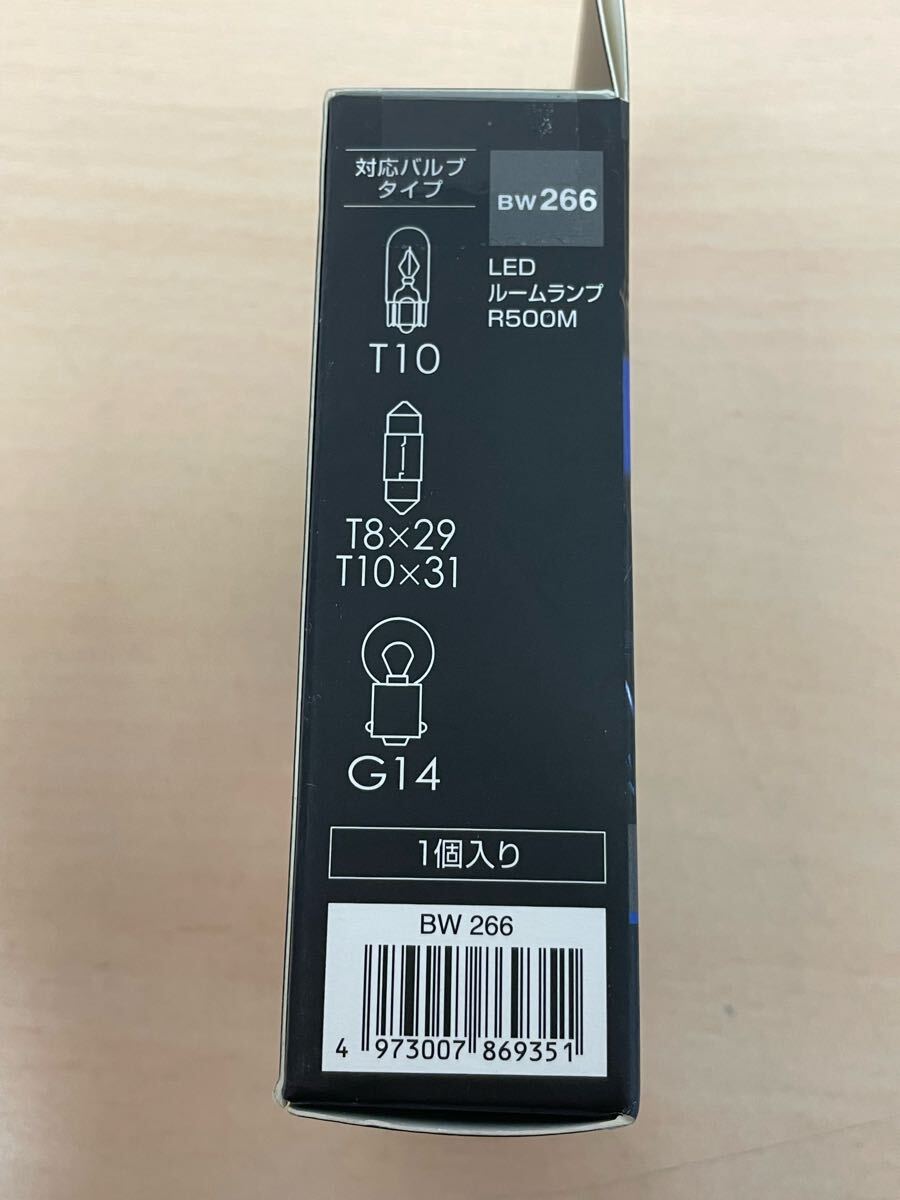 対応バルブ
タイプ
BW266
LED
ルームランプ
R500M
T10
T8×29
T10×31
G14
1個入り
BW 266
4 973007 869351